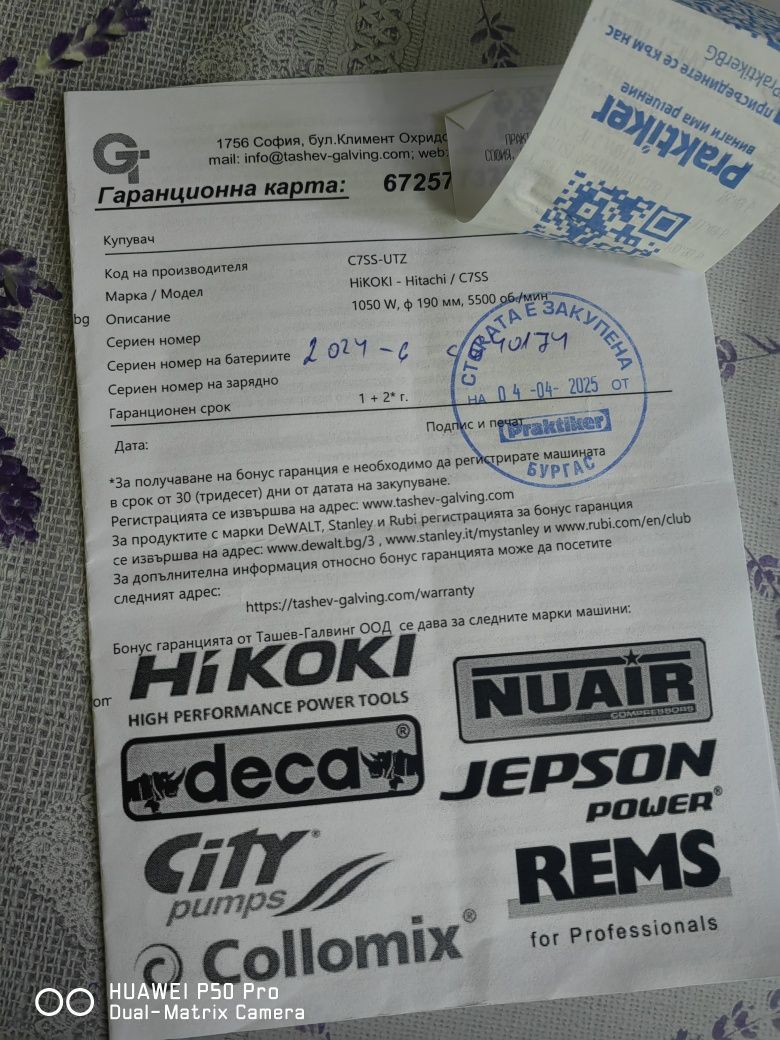 GT
1756 София, бул.Климент
mail: info@tashev-galving.com; web:
Гаранционна карта: 67257
Купувач
Код на производителя C7SS-UTZ
Марка / Модел HiKOKI - Hitachi / C7SS
bg Описание 1050 W, ф 190 мм, 5500 об./мин
Сериен номер
Сериен номер на батериите 2024-6
Сериен номер на зарядно
Гаранционен срок 1 + 2* г.
Дата: Подпис и печат
СТОКАТА Е ЗАКУПЕНА
НА 04-04-2025 ОТ
Praktiker
БУРГАС
*За получаване на бонус гаранция е необходимо да регистрирате машината
в срок от 30 (тридесет) дни от датата на закупуване.
Регистрацията се извършва на адрес: www.tashev-galving.com
За продуктите с марки DeWALT, Stanley и Rubi регистрацията за бонус гаранция
се извършва на адрес: www.dewalt.bg/3 , www.stanley.it/mystanley и www.rubi.com/en/club
За допълнителна информация относно бонус гаранцията може да посетите
следният адрес:
https://tashev-galving.com/warranty
Бонус гаранцията от Ташев-Галвинг ООД се дава за следните марки машини:
HiKOKI
HIGH PERFORMANCE POWER TOOLS
NUAIR
COMPRESSORS
deca®
JEPSON
POWER®
City®
pumps
REMS
for Professionals
Collomix®
Praktiker
винаги има решение
присъединете се към нас
PraktikerBG
HUAWEI P50 Pro
Dual-Matrix Camera